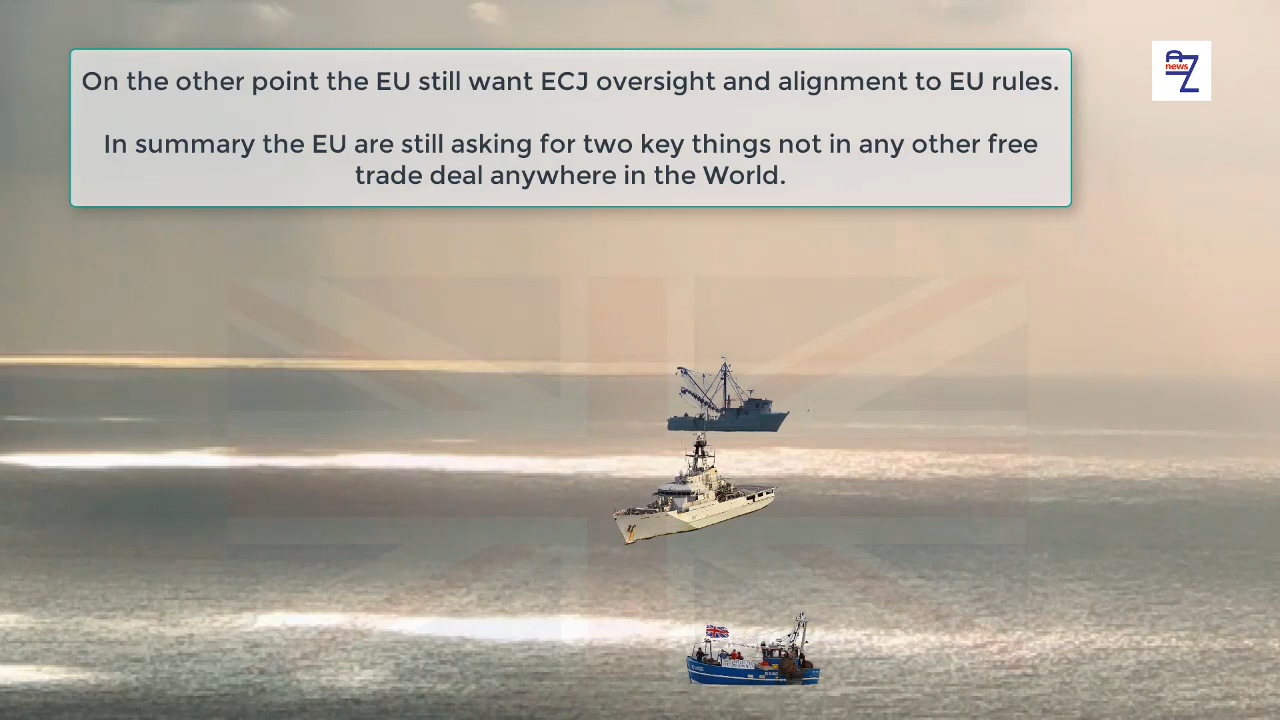 On the other point the EU still want ECJ oversight and alignment to EU rules.
In summary the EU are still asking for two key things not in any other free
trade deal anywhere in the World.
AZ
news